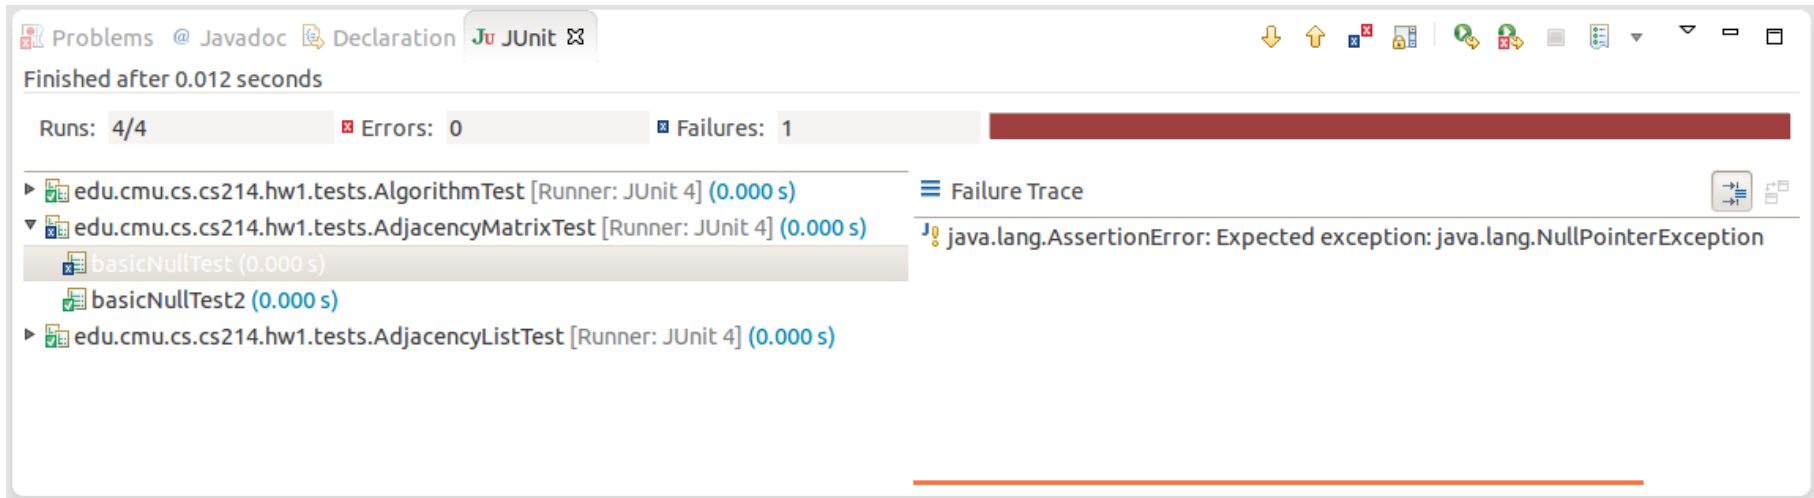 Problems @ Javadoc Declaration Ju JUnit
Finished after 0.012 seconds
Runs: 4/4 Errors: 0 Failures: 1
edu.cmu.cs.cs214.hw1.tests.AlgorithmTest [Runner: JUnit 4] (0.000 s)
edu.cmu.cs.cs214.hw1.tests.AdjacencyMatrixTest [Runner: JUnit 4] (0.000 s)
basicNullTest (0.000 s)
basicNullTest2 (0.000 s)
edu.cmu.cs.cs214.hw1.tests.AdjacencyListTest [Runner: JUnit 4] (0.000 s)
Failure Trace
java.lang.AssertionError: Expected exception: java.lang.NullPointerException